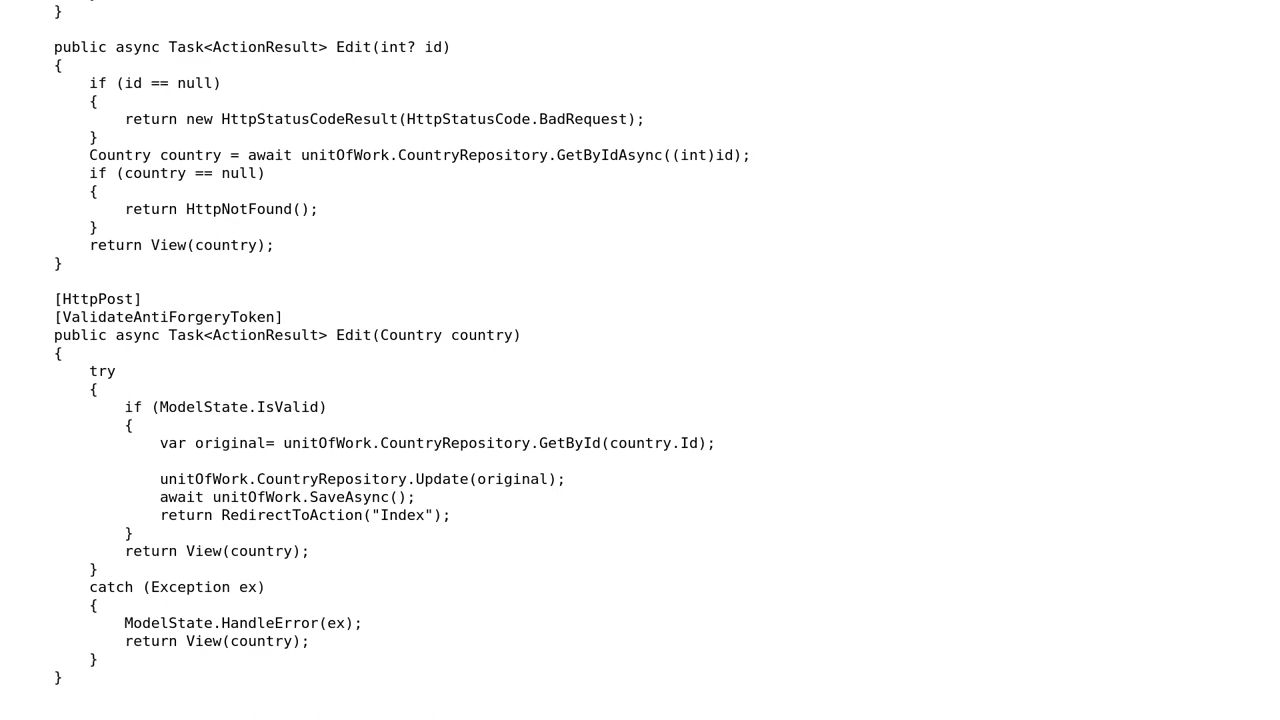 }
public async Task<ActionResult> Edit(int? id)
{
if (id == null)
{
return new HttpStatusCodeResult(HttpStatusCode.BadRequest);
}
Country country = await unitOfWork.CountryRepository.GetByIdAsync((int)id);
if (country == null)
{
return HttpNotFound();
}
return View(country);
}
[HttpPost]
[ValidateAntiForgeryToken]
public async Task<ActionResult> Edit(Country country)
{
try
{
if (ModelState.IsValid)
{
var original= unitOfWork.CountryRepository.GetById(country.Id);
unitOfWork.CountryRepository.Update(original);
await unitOfWork.SaveAsync();
return RedirectToAction("Index");
}
return View(country);
}
catch (Exception ex)
{
ModelState.HandleError(ex);
return View(country);
}
}